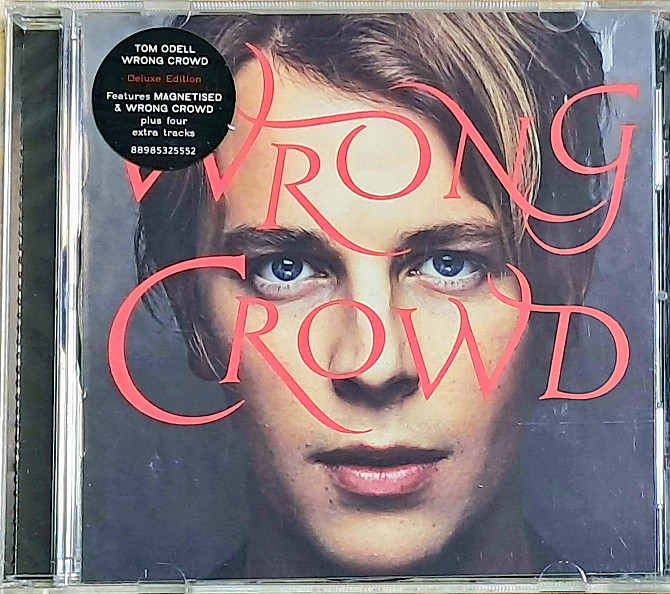 TOM ODELL
WRONG CROWD
Deluxe Edition
Features MAGNETISED
& WRONG CROWD
plus four
extra tracks
88985325552
WRONG
CROWD